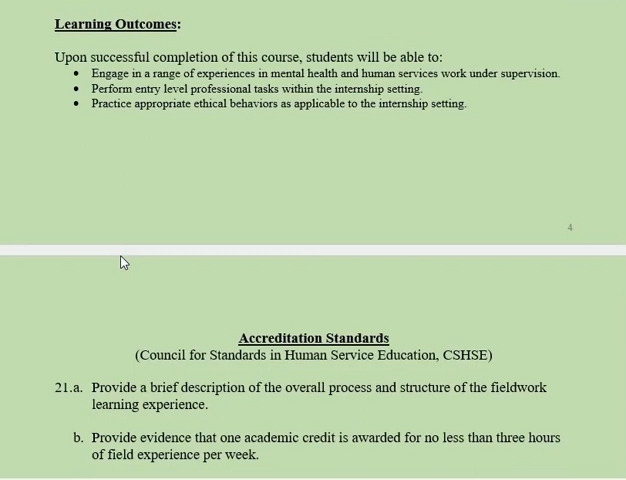 Learning Outcomes:
Upon successful completion of this course, students will be able to:
• Engage in a range of experiences in mental health and human services work under supervision.
• Perform entry level professional tasks within the internship setting.
• Practice appropriate ethical behaviors as applicable to the internship setting.
4
Accreditation Standards
(Council for Standards in Human Service Education, CSHSE)
21.a. Provide a brief description of the overall process and structure of the fieldwork
learning experience.
b. Provide evidence that one academic credit is awarded for no less than three hours
of field experience per week.